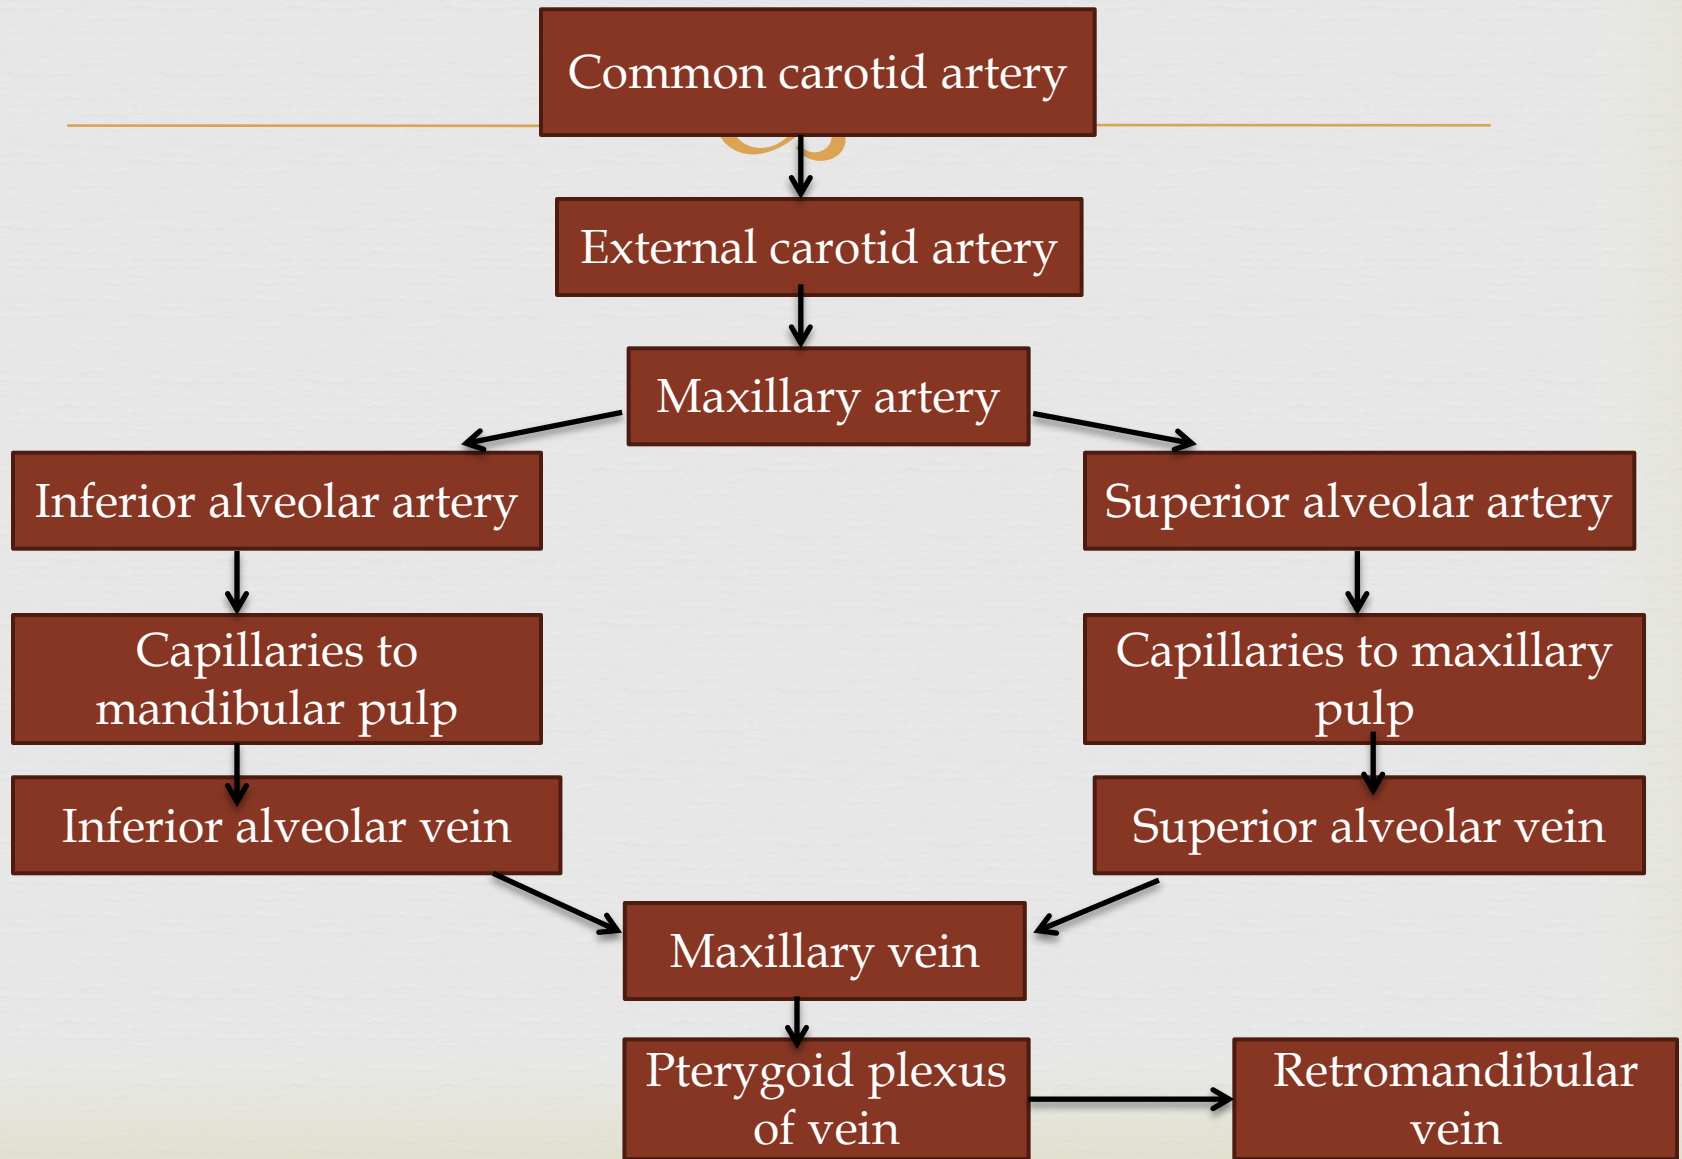 Common carotid artery
External carotid artery
Maxillary artery
Inferior alveolar artery
Superior alveolar artery
Capillaries to
mandibular pulp
Capillaries to maxillary
pulp
Inferior alveolar vein
Superior alveolar vein
Maxillary vein
Pterygoid plexus
of vein
Retromandibular
vein